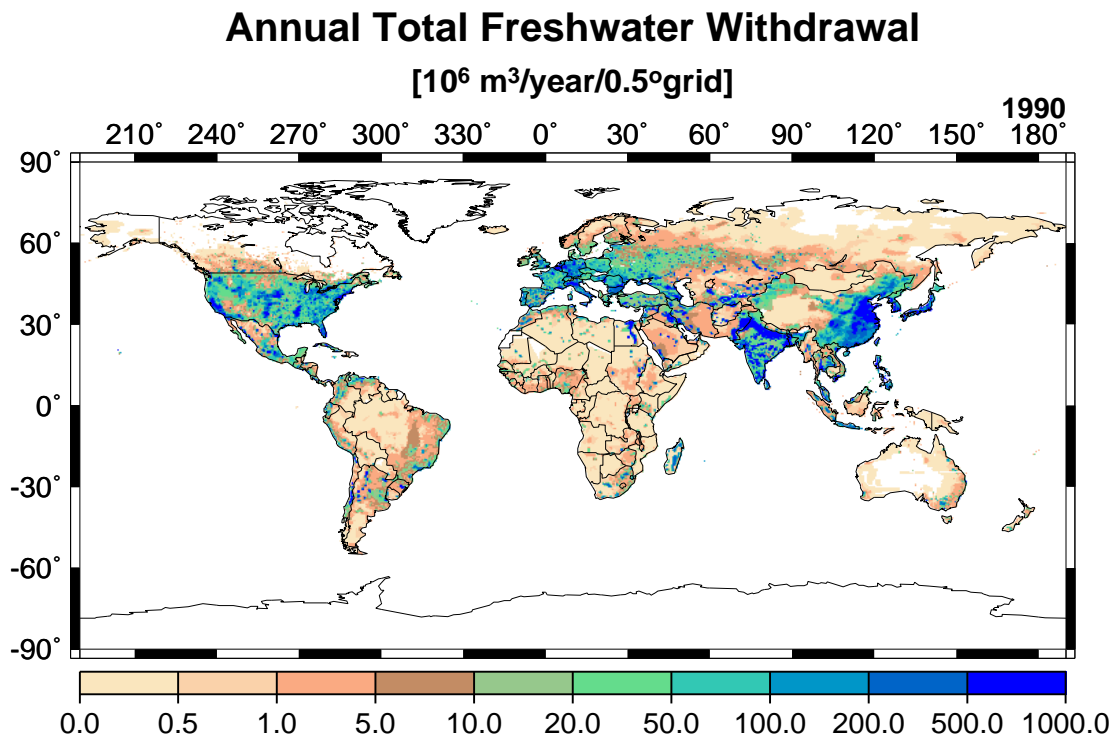 Annual Total Freshwater Withdrawal
[10⁶ m³/year/0.5ᵒgrid]
1990
210° 240° 270° 300° 330° 0° 30° 60° 90° 120° 150° 180°
90°
60°
30°
0°
-30°
-60°
-90°
0.0 0.5 1.0 5.0 10.0 20.0 50.0 100.0 200.0 500.0 1000.0